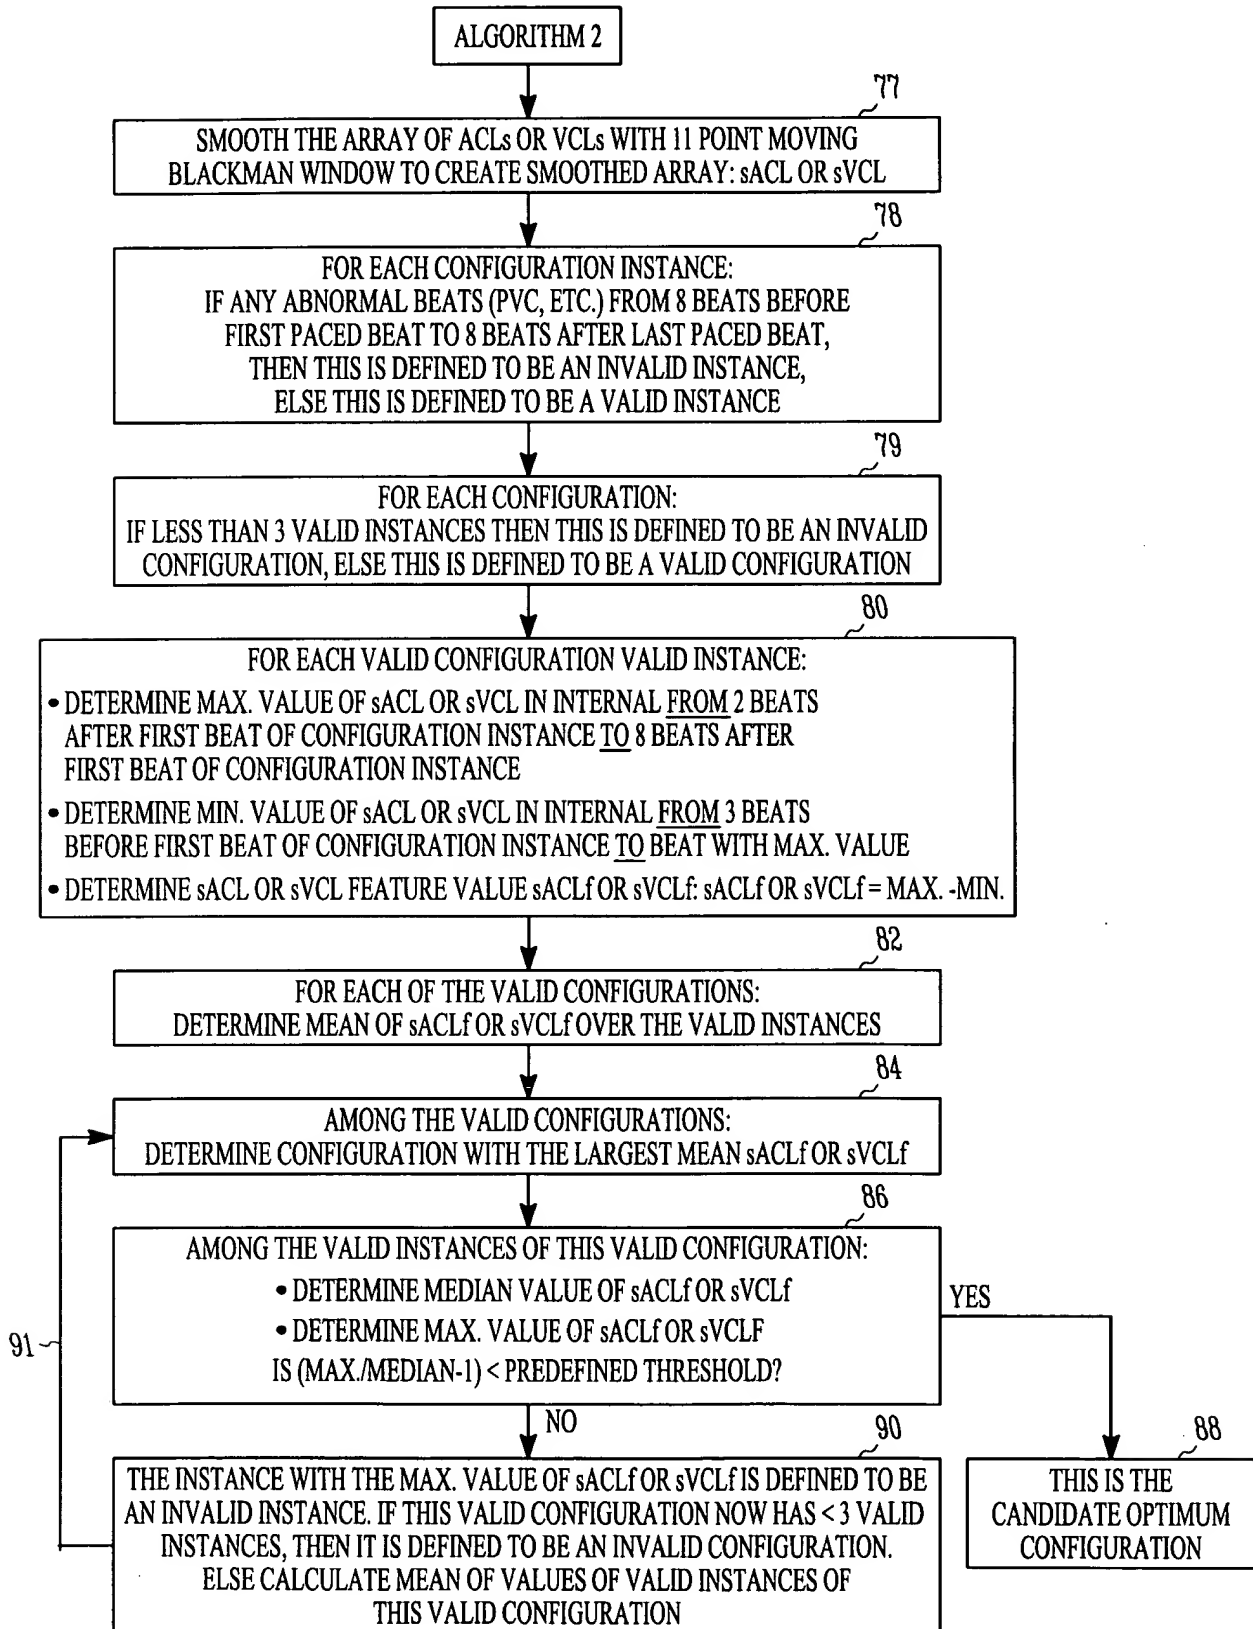 ALGORITHM 2
77
SMOOTH THE ARRAY OF ACLs OR VCLs WITH 11 POINT MOVING
BLACKMAN WINDOW TO CREATE SMOOTHED ARRAY: sACL OR sVCL
78
FOR EACH CONFIGURATION INSTANCE:
IF ANY ABNORMAL BEATS (PVC, ETC.) FROM 8 BEATS BEFORE
FIRST PACED BEAT TO 8 BEATS AFTER LAST PACED BEAT,
THEN THIS IS DEFINED TO BE AN INVALID INSTANCE,
ELSE THIS IS DEFINED TO BE A VALID INSTANCE
79
FOR EACH CONFIGURATION:
IF LESS THAN 3 VALID INSTANCES THEN THIS IS DEFINED TO BE AN INVALID
CONFIGURATION, ELSE THIS IS DEFINED TO BE A VALID CONFIGURATION
80
FOR EACH VALID CONFIGURATION VALID INSTANCE:
• DETERMINE MAX. VALUE OF sACL OR sVCL IN INTERNAL FROM 2 BEATS
AFTER FIRST BEAT OF CONFIGURATION INSTANCE TO 8 BEATS AFTER
FIRST BEAT OF CONFIGURATION INSTANCE
• DETERMINE MIN. VALUE OF sACL OR sVCL IN INTERNAL FROM 3 BEATS
BEFORE FIRST BEAT OF CONFIGURATION INSTANCE TO BEAT WITH MAX. VALUE
• DETERMINE sACL OR sVCL FEATURE VALUE sACLf OR sVCLf: sACLf OR sVCLf = MAX. -MIN.
82
FOR EACH OF THE VALID CONFIGURATIONS:
DETERMINE MEAN OF sACLf OR sVCLf OVER THE VALID INSTANCES
84
AMONG THE VALID CONFIGURATIONS:
DETERMINE CONFIGURATION WITH THE LARGEST MEAN sACLf OR sVCLf
86
AMONG THE VALID INSTANCES OF THIS VALID CONFIGURATION:
• DETERMINE MEDIAN VALUE OF sACLf OR sVCLf
• DETERMINE MAX. VALUE OF sACLf OR sVCLF
IS (MAX./MEDIAN-1) < PREDEFINED THRESHOLD?
YES
91
NO
90
THE INSTANCE WITH THE MAX. VALUE OF sACLf OR sVCLf IS DEFINED TO BE
AN INVALID INSTANCE. IF THIS VALID CONFIGURATION NOW HAS < 3 VALID
INSTANCES, THEN IT IS DEFINED TO BE AN INVALID CONFIGURATION.
ELSE CALCULATE MEAN OF VALUES OF VALID INSTANCES OF
THIS VALID CONFIGURATION
88
THIS IS THE
CANDIDATE OPTIMUM
CONFIGURATION